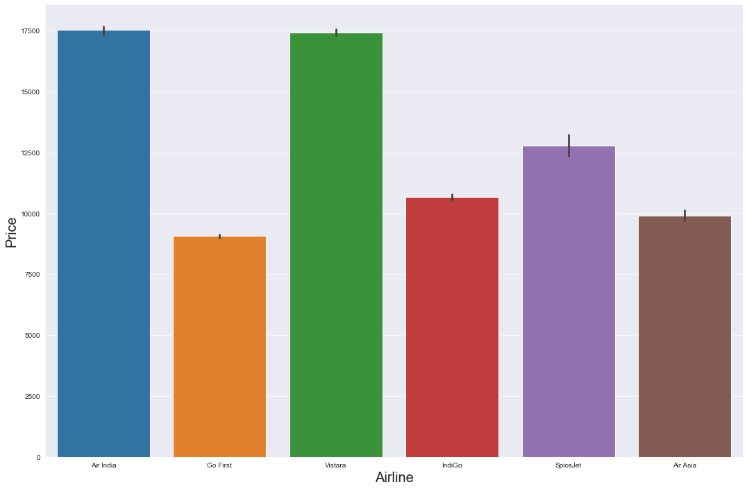 17500
15000
12500
10000
7500
5000
2500
0
Price
Air India
Go First
Vistara
IndiGo
SpiceJet
Air Asia
Airline